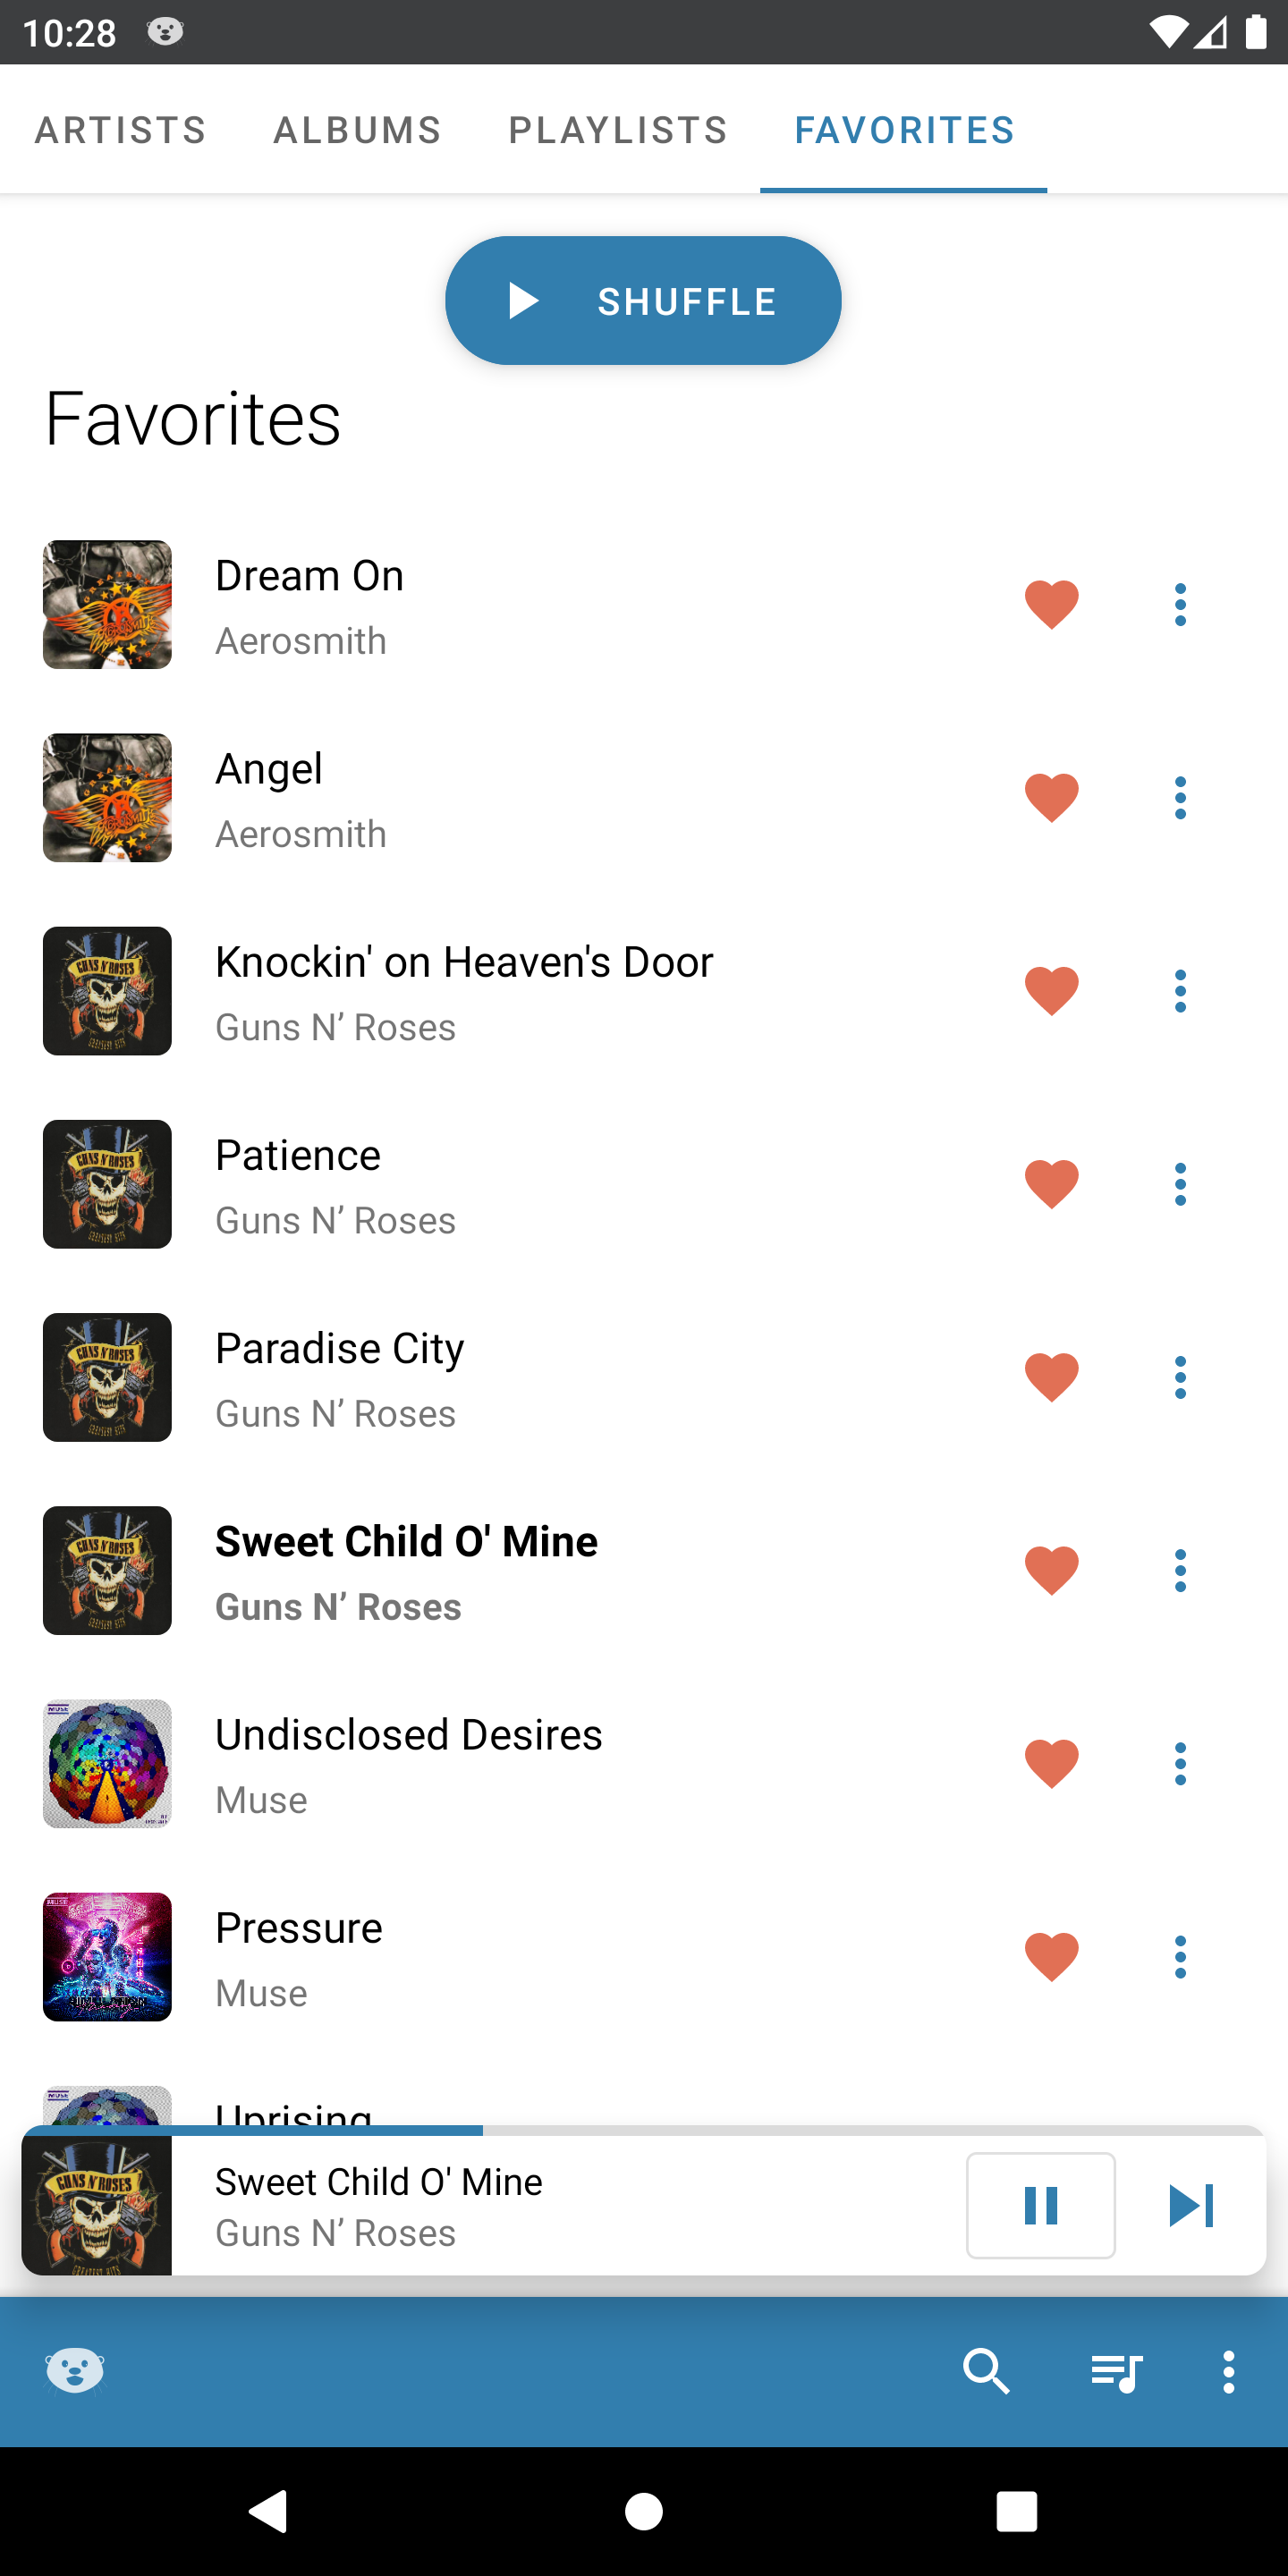 10:28
ARTISTS ALBUMS PLAYLISTS FAVORITES
SHUFFLE
Favorites
Dream On
Aerosmith
Angel
Aerosmith
Knockin' on Heaven's Door
Guns N’ Roses
Patience
Guns N’ Roses
Paradise City
Guns N’ Roses
Sweet Child O' Mine
Guns N’ Roses
Undisclosed Desires
Muse
Pressure
Muse
Uprising
Sweet Child O' Mine
Guns N’ Roses